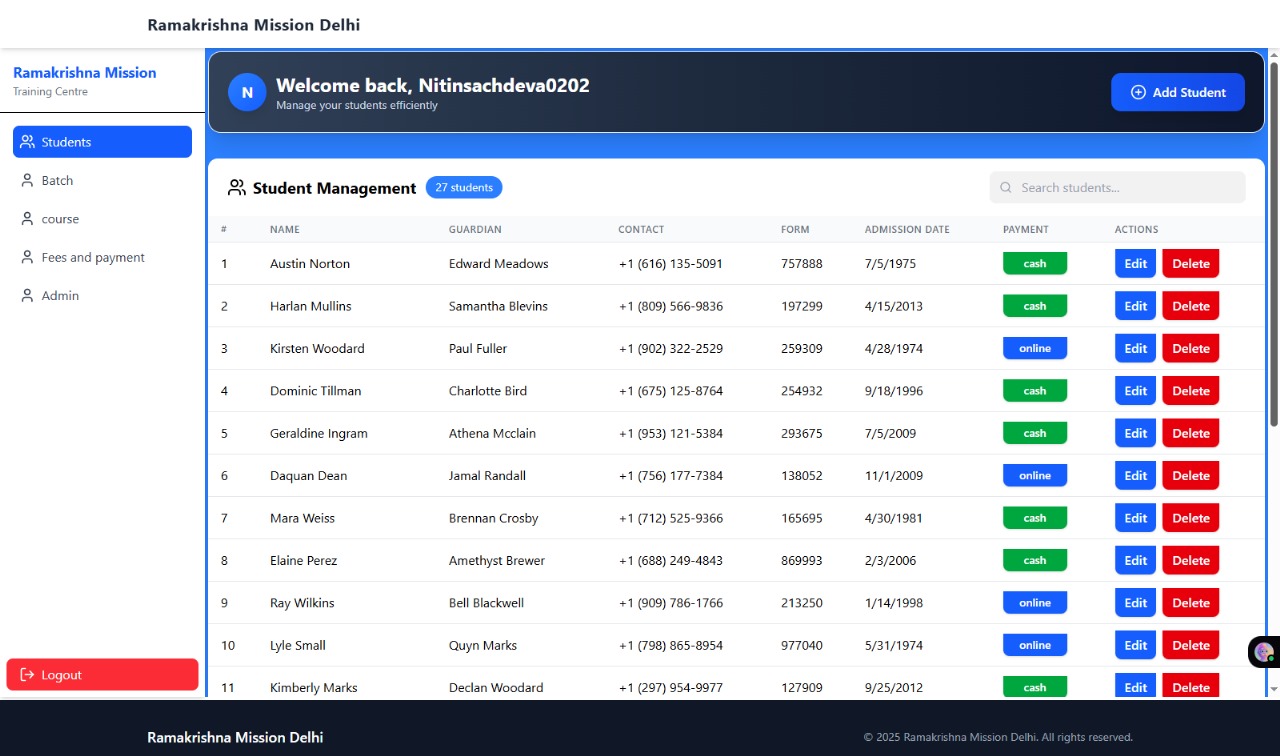 Ramakrishna Mission Delhi
Ramakrishna Mission
Training Centre
Students
Batch
course
Fees and payment
Admin
Logout
N
Welcome back, Nitinsachdeva0202
Manage your students efficiently
Add Student
Student Management 27 students
Search students...
# NAME GUARDIAN CONTACT FORM ADMISSION DATE PAYMENT ACTIONS
1 Austin Norton Edward Meadows +1 (616) 135-5091 757888 7/5/1975 cash Edit Delete
2 Harlan Mullins Samantha Blevins +1 (809) 566-9836 197299 4/15/2013 cash Edit Delete
3 Kirsten Woodard Paul Fuller +1 (902) 322-2529 259309 4/28/1974 online Edit Delete
4 Dominic Tillman Charlotte Bird +1 (675) 125-8764 254932 9/18/1996 cash Edit Delete
5 Geraldine Ingram Athena Mcclain +1 (953) 121-5384 293675 7/5/2009 cash Edit Delete
6 Daquan Dean Jamal Randall +1 (756) 177-7384 138052 11/1/2009 online Edit Delete
7 Mara Weiss Brennan Crosby +1 (712) 525-9366 165695 4/30/1981 cash Edit Delete
8 Elaine Perez Amethyst Brewer +1 (688) 249-4843 869993 2/3/2006 cash Edit Delete
9 Ray Wilkins Bell Blackwell +1 (909) 786-1766 213250 1/14/1998 online Edit Delete
10 Lyle Small Quyn Marks +1 (798) 865-8954 977040 5/31/1974 online Edit Delete
11 Kimberly Marks Declan Woodard +1 (297) 954-9977 127909 9/25/2012 cash Edit Delete
Ramakrishna Mission Delhi
© 2025 Ramakrishna Mission Delhi. All rights reserved.